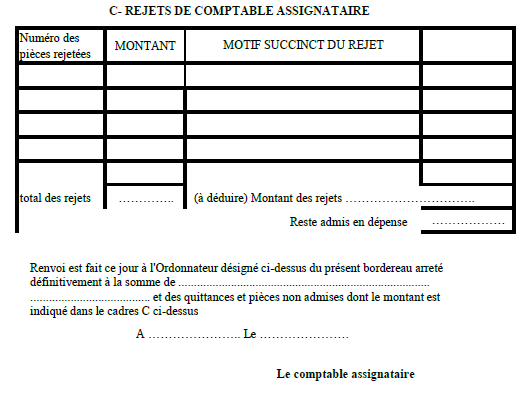 C- REJETS DE COMPTABLE ASSIGNATAIRE
Numéro des pièces rejetées MONTANT MOTIF SUCCINCT DU REJET
total des rejets ………….. (à déduire) Montant des rejets ……………………………..
Reste admis en dépense ………………
Renvoi est fait ce jour à l'Ordonnateur désigné ci-dessus du présent bordereau arreté
définitivement à la somme de ....................................................................................
........................................ et des quittances et pièces non admises dont le montant est
indiqué dans le cadres C ci-dessus
A ………………….. Le ………………….
Le comptable assignataire